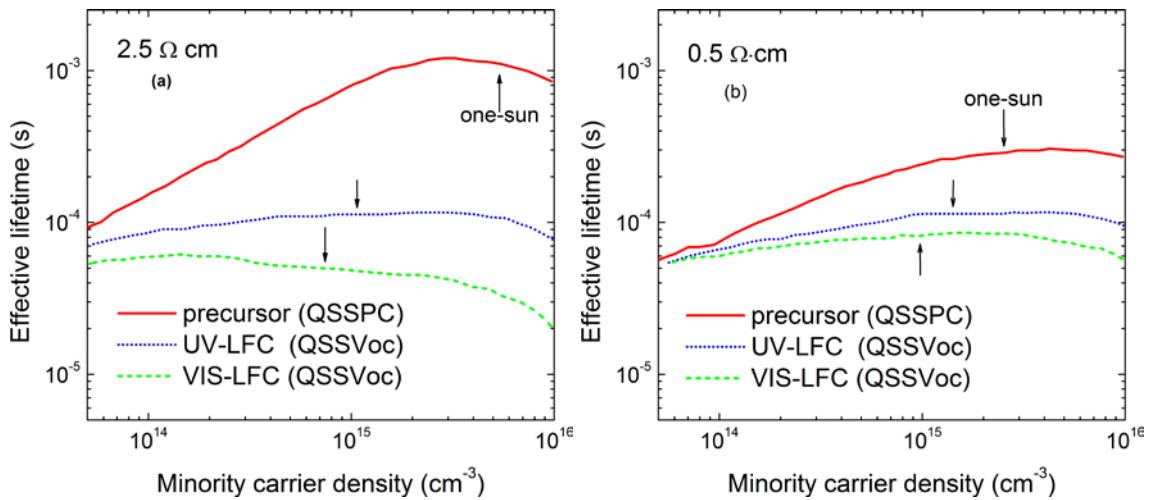 2.5 Ω cm
(a)
one-sun
precursor (QSSPC)
UV-LFC (QSSVoc)
VIS-LFC (QSSVoc)
10⁻³
10⁻⁴
10⁻⁵
Effective lifetime (s)
10¹⁴
10¹⁵
10¹⁶
Minority carrier density (cm⁻³)
0.5 Ω·cm
(b)
one-sun
precursor (QSSPC)
UV-LFC (QSSVoc)
VIS-LFC (QSSVoc)
10⁻³
10⁻⁴
10⁻⁵
Effective lifetime (s)
10¹⁴
10¹⁵
10¹⁶
Minority carrier density (cm⁻³)